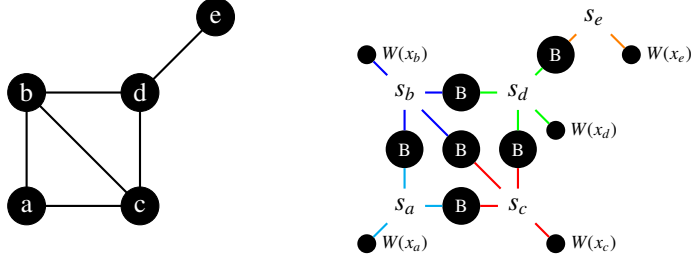 e
b
d
a
c
s_e
B
W(x_e)
W(x_b)
s_b
B
s_d
W(x_d)
B
B
B
s_a
B
s_c
W(x_a)
W(x_c)